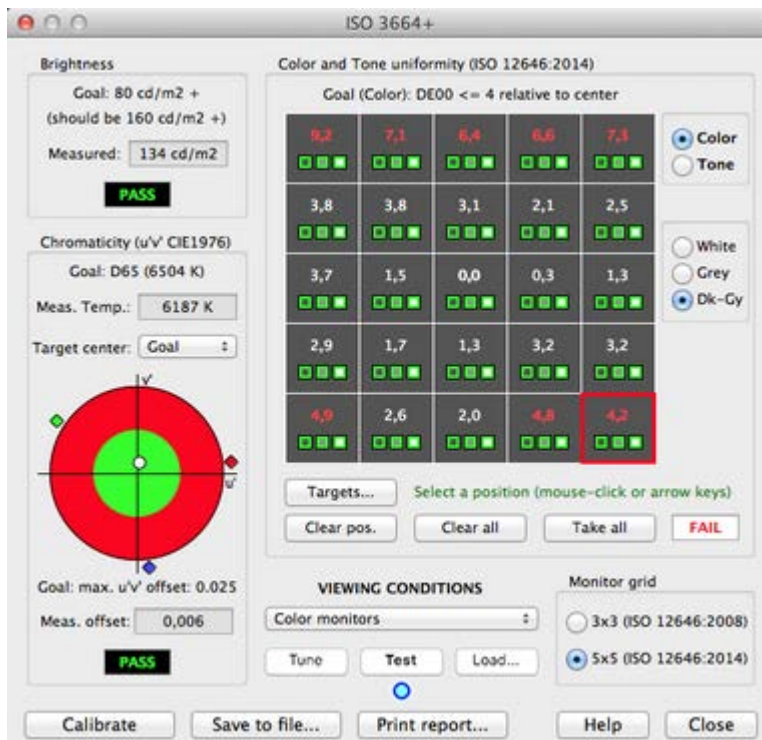 ISO 3664+
Brightness
Goal: 80 cd/m2 +
(should be 160 cd/m2 +)
Measured: 134 cd/m2
PASS
Chromaticity (u'v' CIE1976)
Goal: D65 (6504 K)
Meas. Temp.: 6187 K
Target center: Goal
v'
u'
Goal: max. u'v' offset: 0.025
Meas. offset: 0,006
PASS
Color and Tone uniformity (ISO 12646:2014)
Goal (Color): DE00 <= 4 relative to center
9,2 7,1 6,4 6,6 7,3
3,8 3,8 3,1 2,1 2,5
3,7 1,5 0,0 0,3 1,3
2,9 1,7 1,3 3,2 3,2
4,9 2,6 2,0 4,8 4,2
Color
Tone
White
Grey
Dk-Gy
Targets... Select a position (mouse-click or arrow keys)
Clear pos. Clear all Take all FAIL
VIEWING CONDITIONS
Color monitors
Tune Test Load...
Monitor grid
3x3 (ISO 12646:2008)
5x5 (ISO 12646:2014)
Calibrate Save to file... Print report... Help Close